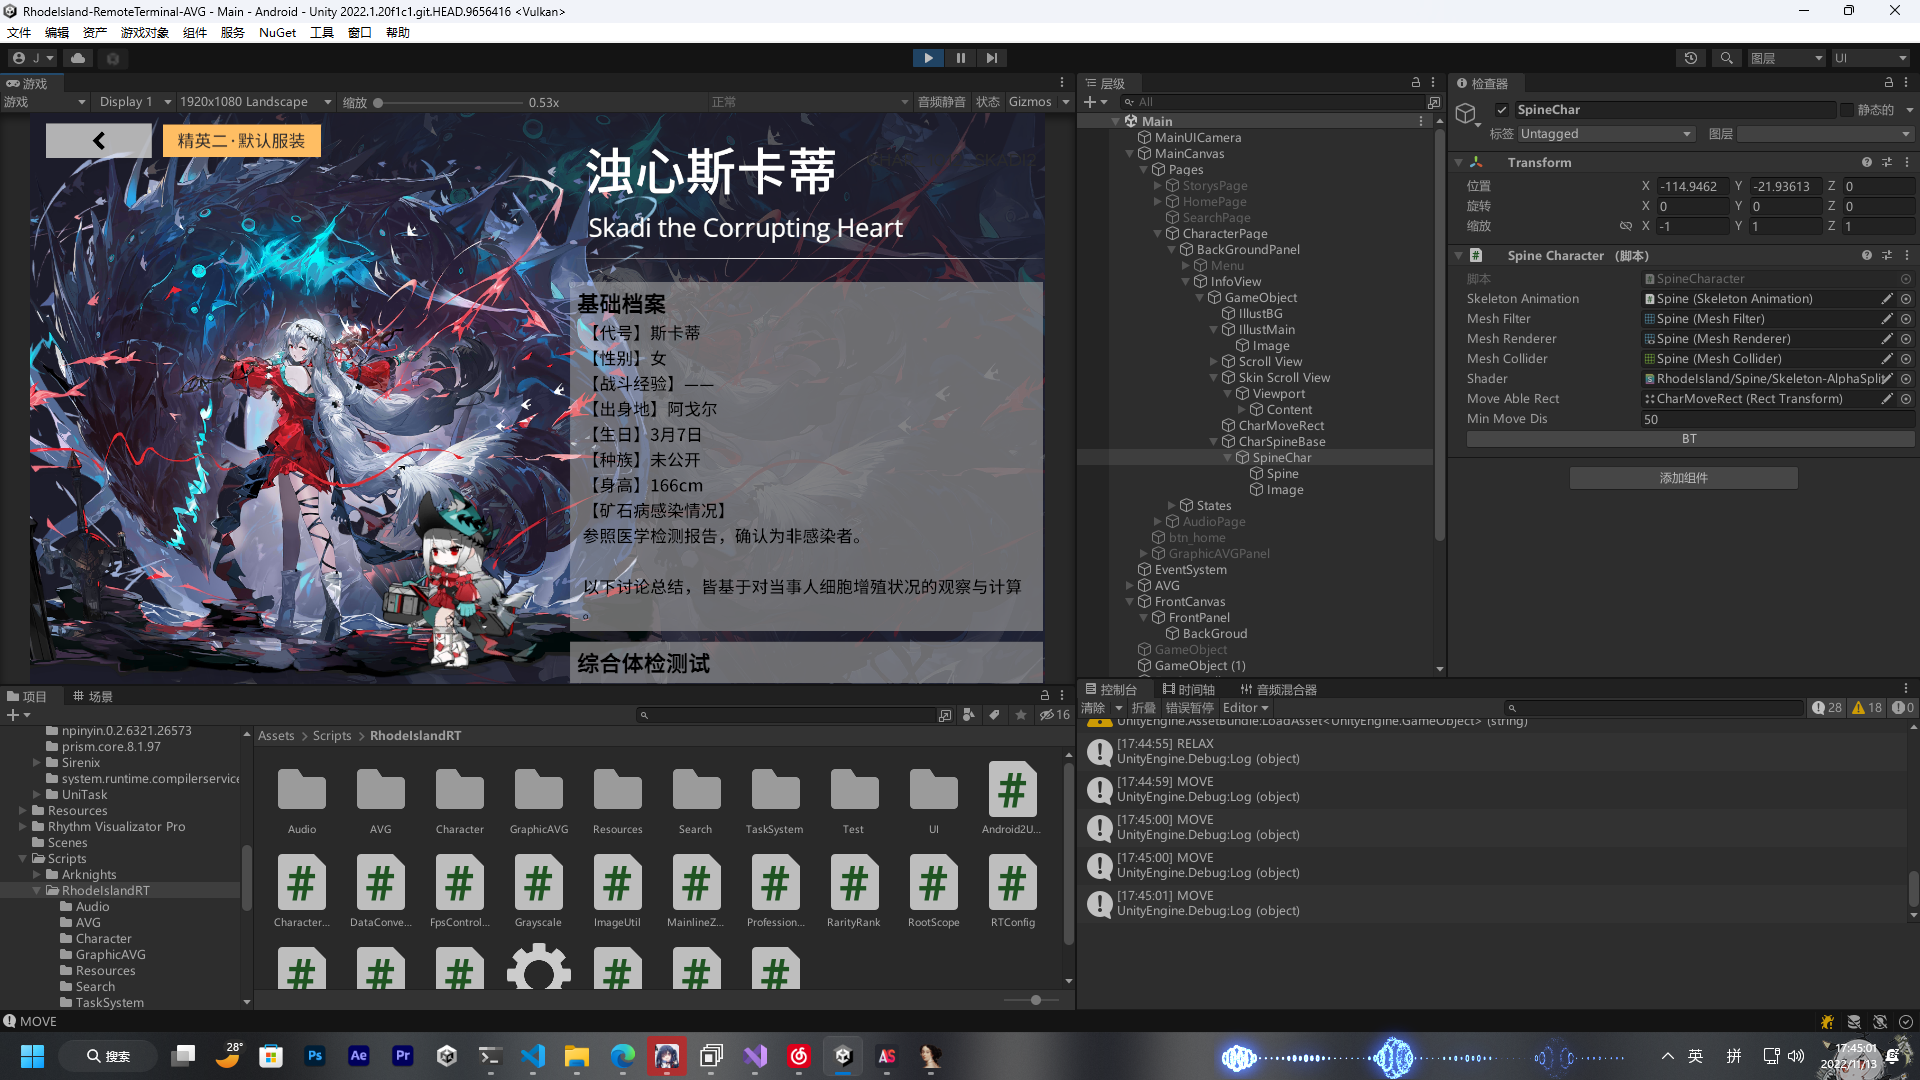 RhodeIsland-RemoteTerminal-AVG - Main - Android - Unity 2022.1.20f1c1.git.HEAD.9656416 <Vulkan>
文件 编辑 资产 游戏对象 组件 服务 NuGet 工具 窗口 帮助
J
图层 UI
游戏
游戏 Display 1 1920x1080 Landscape 缩放 0.53x 正常 音频静音 状态 Gizmos
精英二·默认服装
浊心斯卡蒂
Skadi the Corrupting Heart
基础档案
【代号】斯卡蒂
【性别】女
【战斗经验】——
【出身地】阿戈尔
【生日】3月7日
【种族】未公开
【身高】166cm
【矿石病感染情况】
参照医学检测报告，确认为非感染者。
以下讨论总结，皆基于对当事人细胞增殖状况的观察与计算
。
综合体检测试
层级
All
Main
MainUICamera
MainCanvas
Pages
StorysPage
HomePage
SearchPage
CharacterPage
BackGroundPanel
Menu
InfoView
GameObject
IllustBG
IllustMain
Image
Scroll View
Skin Scroll View
Viewport
Content
CharMoveRect
CharSpineBase
SpineChar
Spine
Image
States
AudioPage
btn_home
GraphicAVGPanel
EventSystem
AVG
FrontCanvas
FrontPanel
BackGroud
GameObject
GameObject (1)
检查器
SpineChar 静态的
标签 Untagged 图层
Transform
位置 X -114.9462 Y -21.93613 Z 0
旋转 X 0 Y 0 Z 0
缩放 X -1 Y 1 Z 1
Spine Character （脚本）
脚本 SpineCharacter
Skeleton Animation Spine (Skeleton Animation)
Mesh Filter Spine (Mesh Filter)
Mesh Renderer Spine (Mesh Renderer)
Mesh Collider Spine (Mesh Collider)
Shader RhodeIsland/Spine/Skeleton-AlphaSplit
Move Able Rect CharMoveRect (Rect Transform)
Min Move Dis 50
BT
添加组件
项目 场景
16
npinyin.0.2.6321.26573
prism.core.8.1.97
Sirenix
system.runtime.compilerservice
UniTask
Resources
Rhythm Visualizator Pro
Scenes
Scripts
Arknights
RhodeIslandRT
Audio
AVG
Character
GraphicAVG
Resources
Search
TaskSystem
Assets > Scripts > RhodeIslandRT
Audio AVG Character GraphicAVG Resources Search TaskSystem Test UI Android2U...
Character... DataConve... FpsControl... Grayscale ImageUtil MainlineZ... Profession... RarityRank RootScope RTConfig
控制台 时间轴 音频混合器
清除 折叠 错误暂停 Editor 28 18 0
UnityEngine.AssetBundle:LoadAsset<UnityEngine.GameObject> (string)
[17:44:55] RELAX
UnityEngine.Debug:Log (object)
[17:44:59] MOVE
UnityEngine.Debug:Log (object)
[17:45:00] MOVE
UnityEngine.Debug:Log (object)
[17:45:00] MOVE
UnityEngine.Debug:Log (object)
[17:45:01] MOVE
UnityEngine.Debug:Log (object)
MOVE
搜索 28° Ps Ae Pr AS 英 拼
17:45:01
2022/11/13